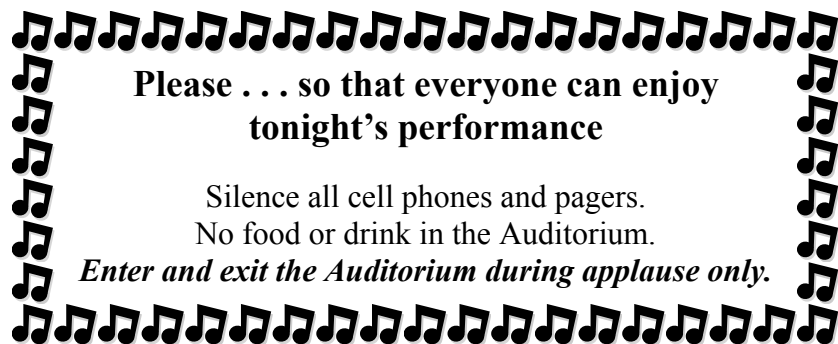 Please . . . so that everyone can enjoy
tonight’s performance
Silence all cell phones and pagers.
No food or drink in the Auditorium.
Enter and exit the Auditorium during applause only.